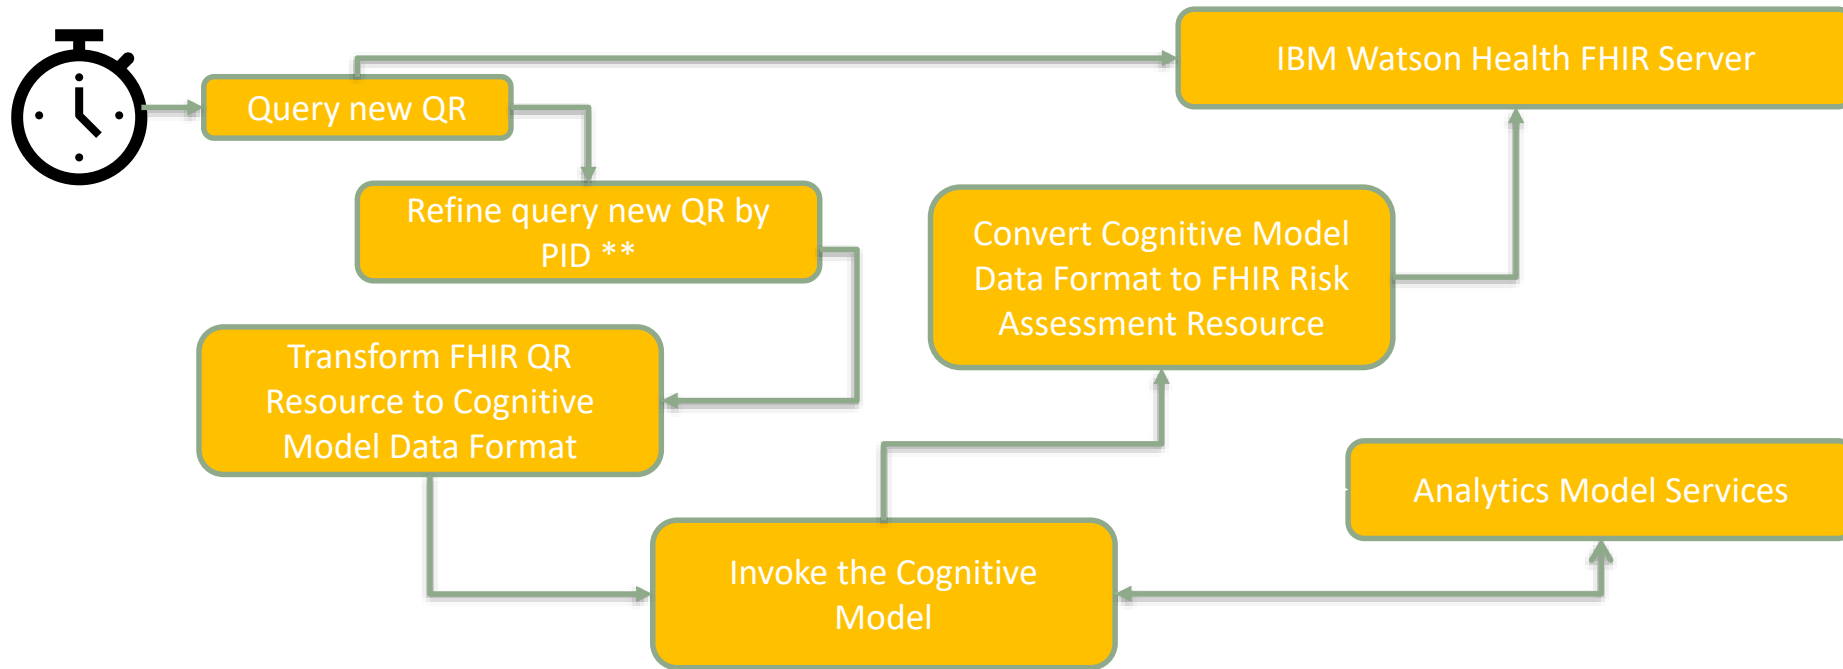 IBM Watson Health FHIR Server
Query new QR
Refine query new QR by
PID **
Convert Cognitive Model
Data Format to FHIR Risk
Assessment Resource
Transform FHIR QR
Resource to Cognitive
Model Data Format
Analytics Model Services
Invoke the Cognitive
Model